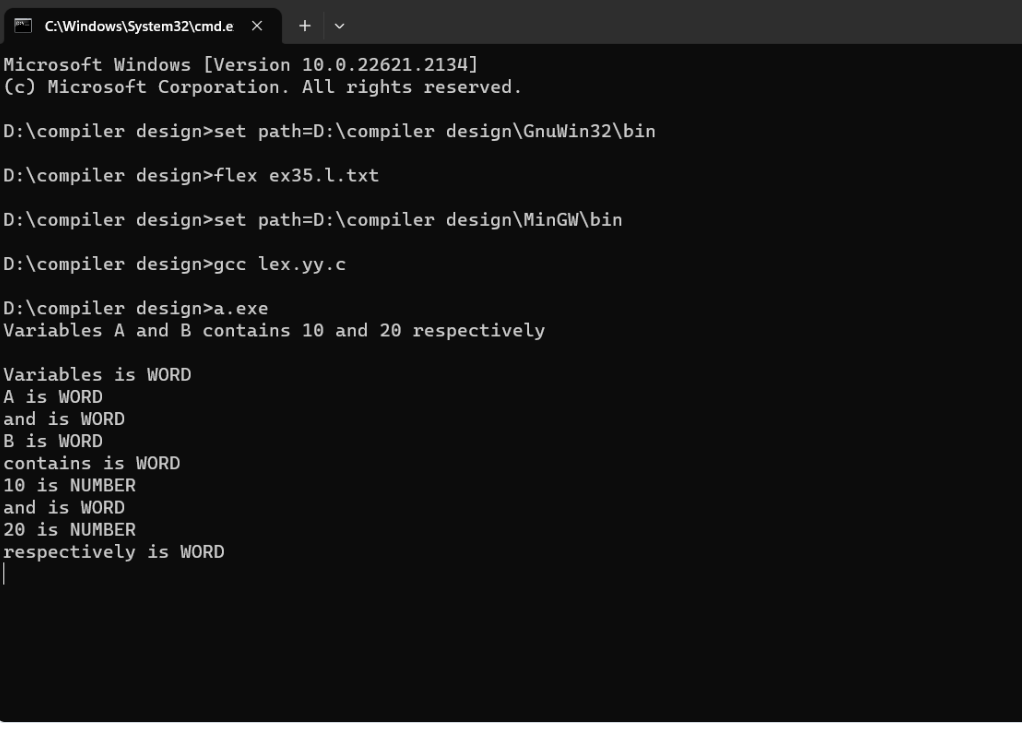 C:\Windows\System32\cmd.e
Microsoft Windows [Version 10.0.22621.2134]
(c) Microsoft Corporation. All rights reserved.
D:\compiler design>set path=D:\compiler design\GnuWin32\bin
D:\compiler design>flex ex35.l.txt
D:\compiler design>set path=D:\compiler design\MinGW\bin
D:\compiler design>gcc lex.yy.c
D:\compiler design>a.exe
Variables A and B contains 10 and 20 respectively
Variables is WORD
A is WORD
and is WORD
B is WORD
contains is WORD
10 is NUMBER
and is WORD
20 is NUMBER
respectively is WORD